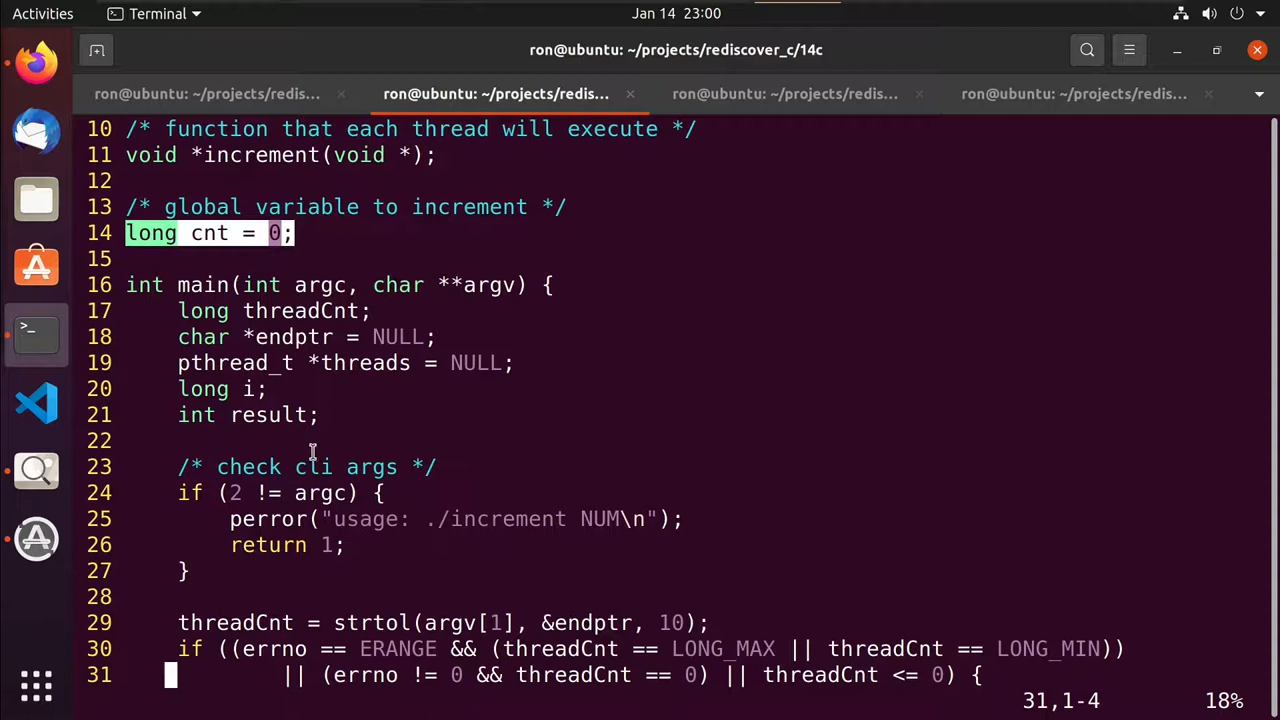 Activities
Terminal
Jan 14 23:00
ron@ubuntu: ~/projects/rediscover_c/14c
ron@ubuntu: ~/projects/redis...
ron@ubuntu: ~/projects/redis...
ron@ubuntu: ~/projects/redis...
ron@ubuntu: ~/projects/redis...
10 /* function that each thread will execute */
11 void *increment(void *);
12
13 /* global variable to increment */
14 long cnt = 0;
15
16 int main(int argc, char **argv) {
17     long threadCnt;
18     char *endptr = NULL;
19     pthread_t *threads = NULL;
20     long i;
21     int result;
22
23     /* check cli args */
24     if (2 != argc) {
25         perror("usage: ./increment NUM\n");
26         return 1;
27     }
28
29     threadCnt = strtol(argv[1], &endptr, 10);
30     if ((errno == ERANGE && (threadCnt == LONG_MAX || threadCnt == LONG_MIN))
31             || (errno != 0 && threadCnt == 0) || threadCnt <= 0) {
31,1-4 18%